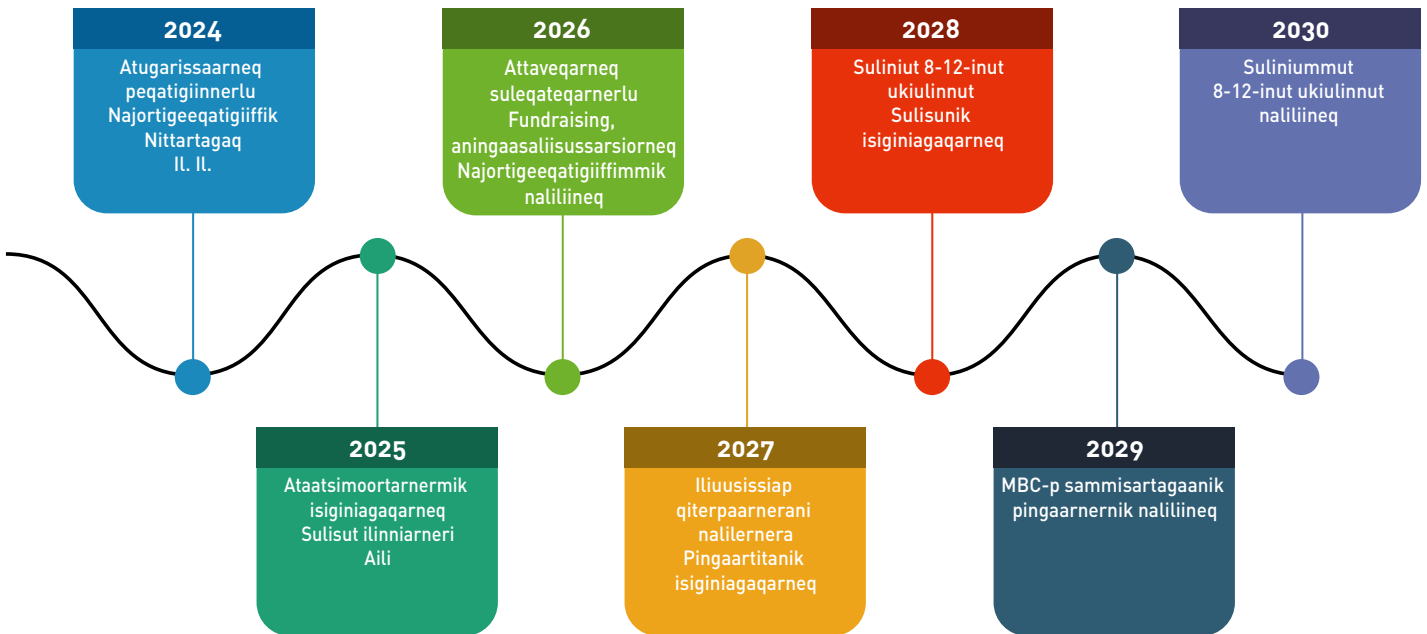 2024
Atugarissaarneq
peqatigiinnerlu
Najortigeeqatigiiffik
Nittartagaq
Il. Il.
2025
Ataatsimoortarnermik
isiginiagaqarneq
Sulisut ilinniarneri
Aili
2026
Attaveqarneq
suleqateqarnerlu
Fundraising,
aningaasaliisussarsiorneq
Najortigeeqatigiiffimmik
naliliineq
2027
Iliuusissiap
qiterpaarnerani
nalilernera
Pingaartitanik
isiginiagaqarneq
2028
Suliniut 8-12-inut
ukiulinnut
Sulisunik
isiginiagaqarneq
2029
MBC-p sammisartagaanik
pingaarnernik naliliineq
2030
Suliniummut
8-12-inut ukiulinnut
naliliineq